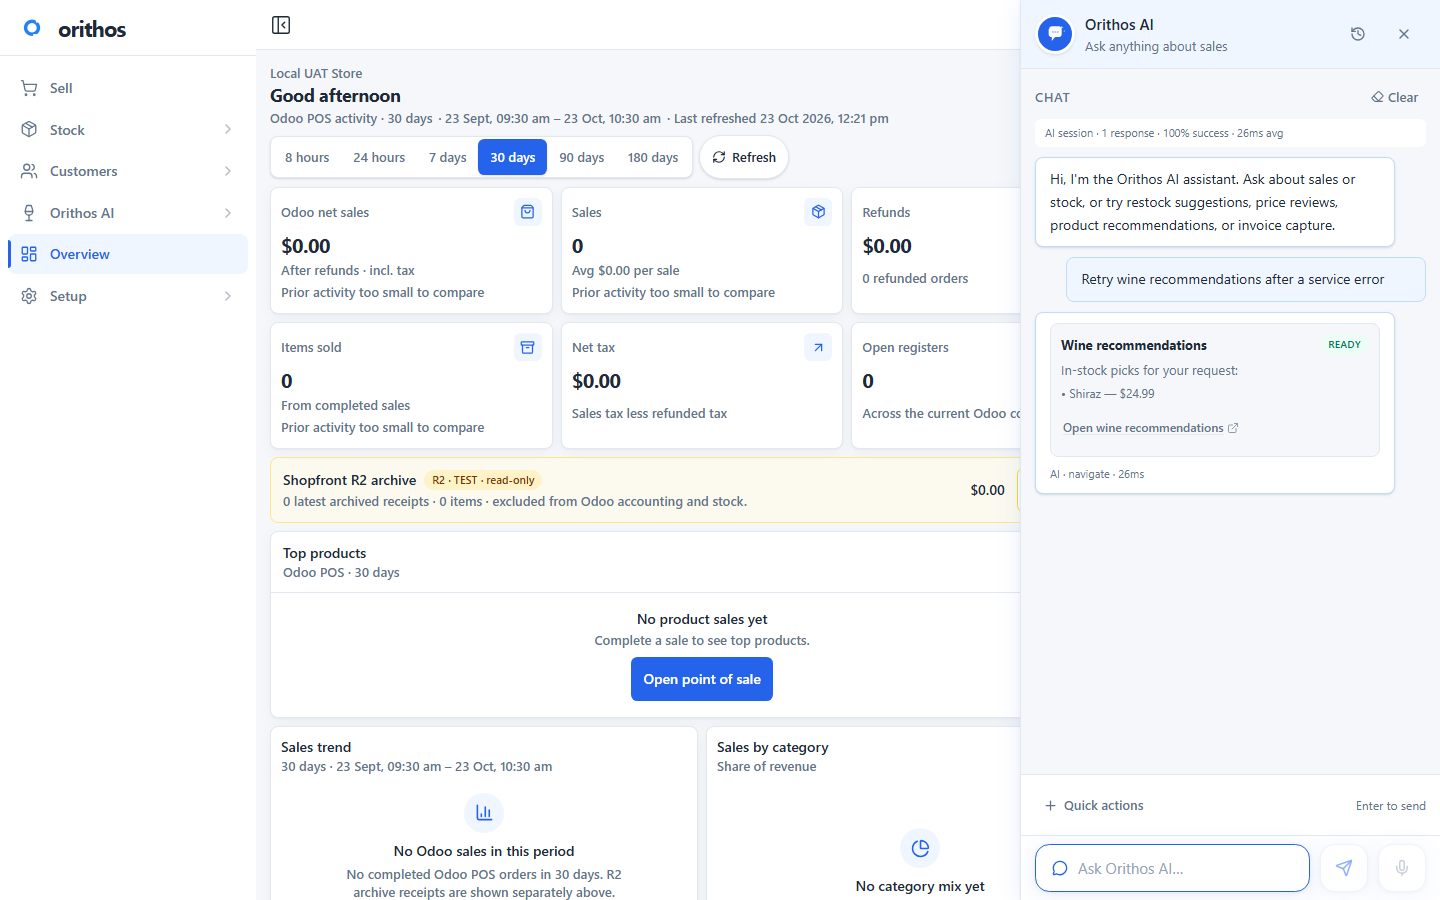 orithos
Sell
Stock
Customers
Orithos AI
Overview
Setup
Local UAT Store
Good afternoon
Odoo POS activity · 30 days · 23 Sept, 09:30 am – 23 Oct, 10:30 am · Last refreshed 23 Oct 2026, 12:21 pm
8 hours
24 hours
7 days
30 days
90 days
180 days
Refresh
Odoo net sales
$0.00
After refunds · incl. tax
Prior activity too small to compare
Sales
0
Avg $0.00 per sale
Prior activity too small to compare
Refunds
$0.00
0 refunded orders
Items sold
0
From completed sales
Prior activity too small to compare
Net tax
$0.00
Sales tax less refunded tax
Open registers
0
Across the current Odoo
Shopfront R2 archive
R2 · TEST · read-only
0 latest archived receipts · 0 items · excluded from Odoo accounting and stock.
$0.00
Top products
Odoo POS · 30 days
No product sales yet
Complete a sale to see top products.
Open point of sale
Sales trend
30 days · 23 Sept, 09:30 am – 23 Oct, 10:30 am
No Odoo sales in this period
No completed Odoo POS orders in 30 days. R2
archive receipts are shown separately above.
Sales by category
Share of revenue
No category mix yet
Orithos AI
Ask anything about sales
CHAT
Clear
AI session · 1 response · 100% success · 26ms avg
Hi, I'm the Orithos AI assistant. Ask about sales or
stock, or try restock suggestions, price reviews,
product recommendations, or invoice capture.
Retry wine recommendations after a service error
Wine recommendations
READY
In-stock picks for your request:
• Shiraz — $24.99
Open wine recommendations
AI · navigate · 26ms
Quick actions
Enter to send
Ask Orithos AI...